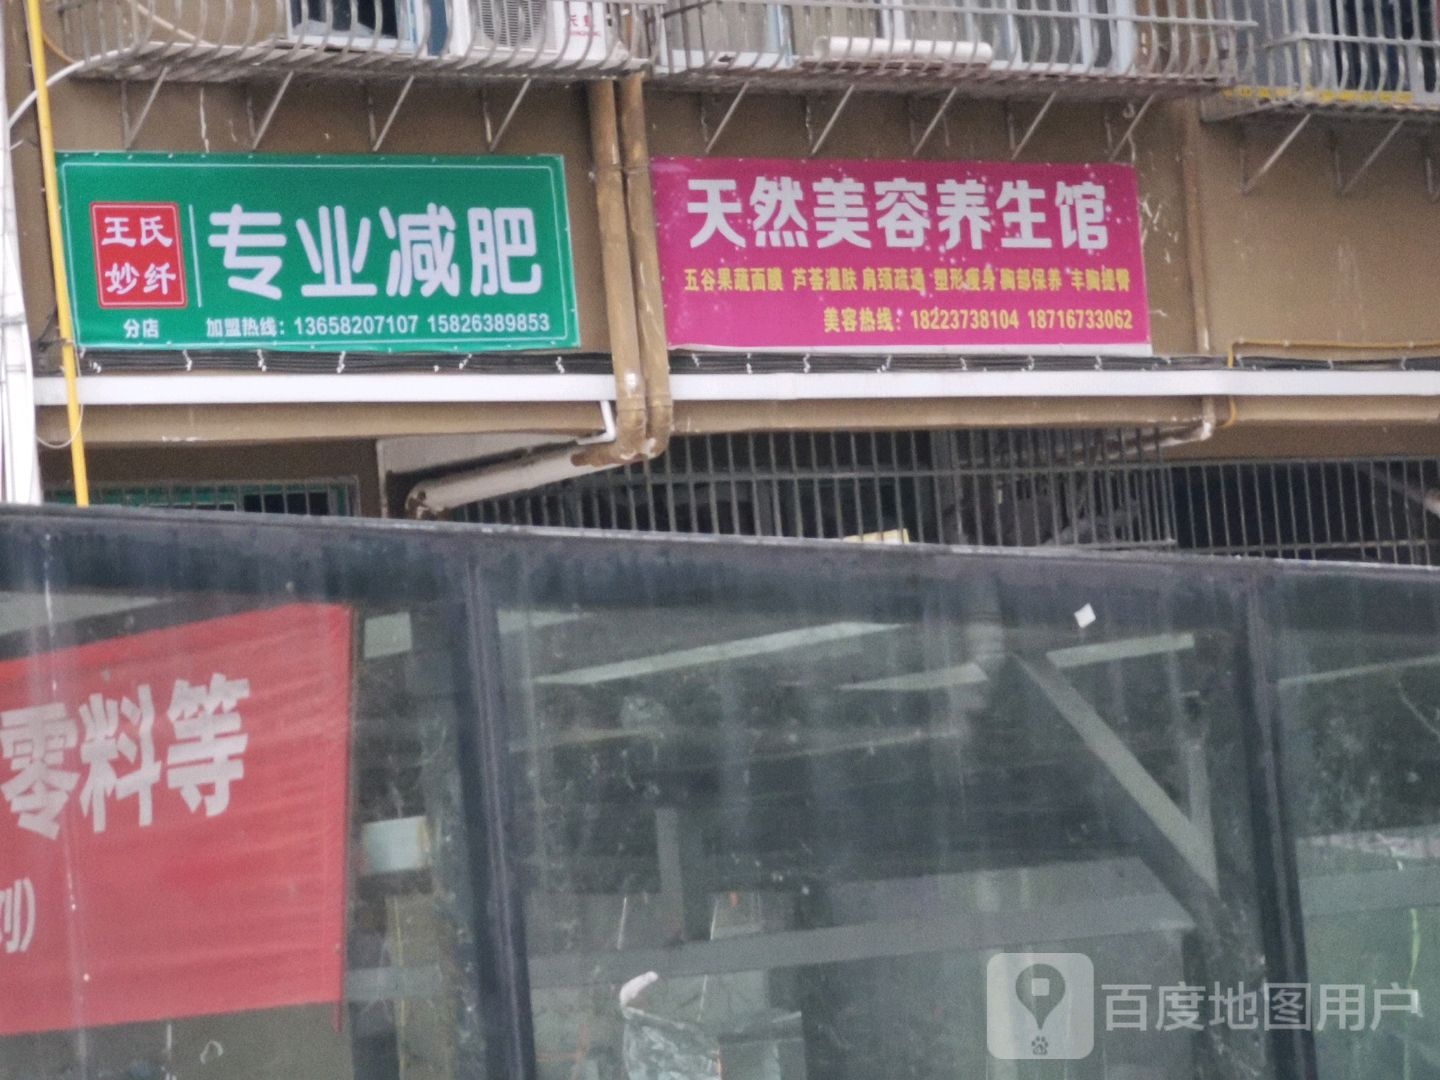 王氏
妙纤
分店
专业减肥
加盟热线：13658207107 15826389853
天然美容养生馆
五谷果蔬面膜 芦荟灌肤 肩颈疏通 塑形瘦身 胸部保养 丰胸提臀
美容热线：18223738104 18716733062
零料等
刘）
百度地图用户